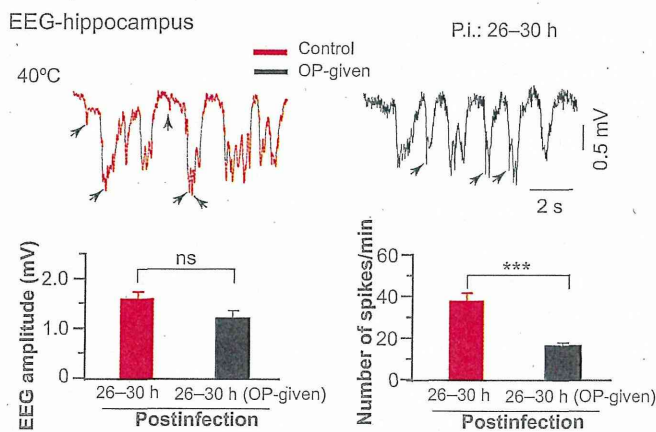 EEG-hippocampus
Control
OP-given
P.i.: 26–30 h
40ºC
0.5 mV
2 s
EEG amplitude (mV)
2.0
1.0
0
ns
26–30 h
26–30 h (OP-given)
Postinfection
Number of spikes/min
60
40
20
0
***
26–30 h
26–30 h (OP-given)
Postinfection